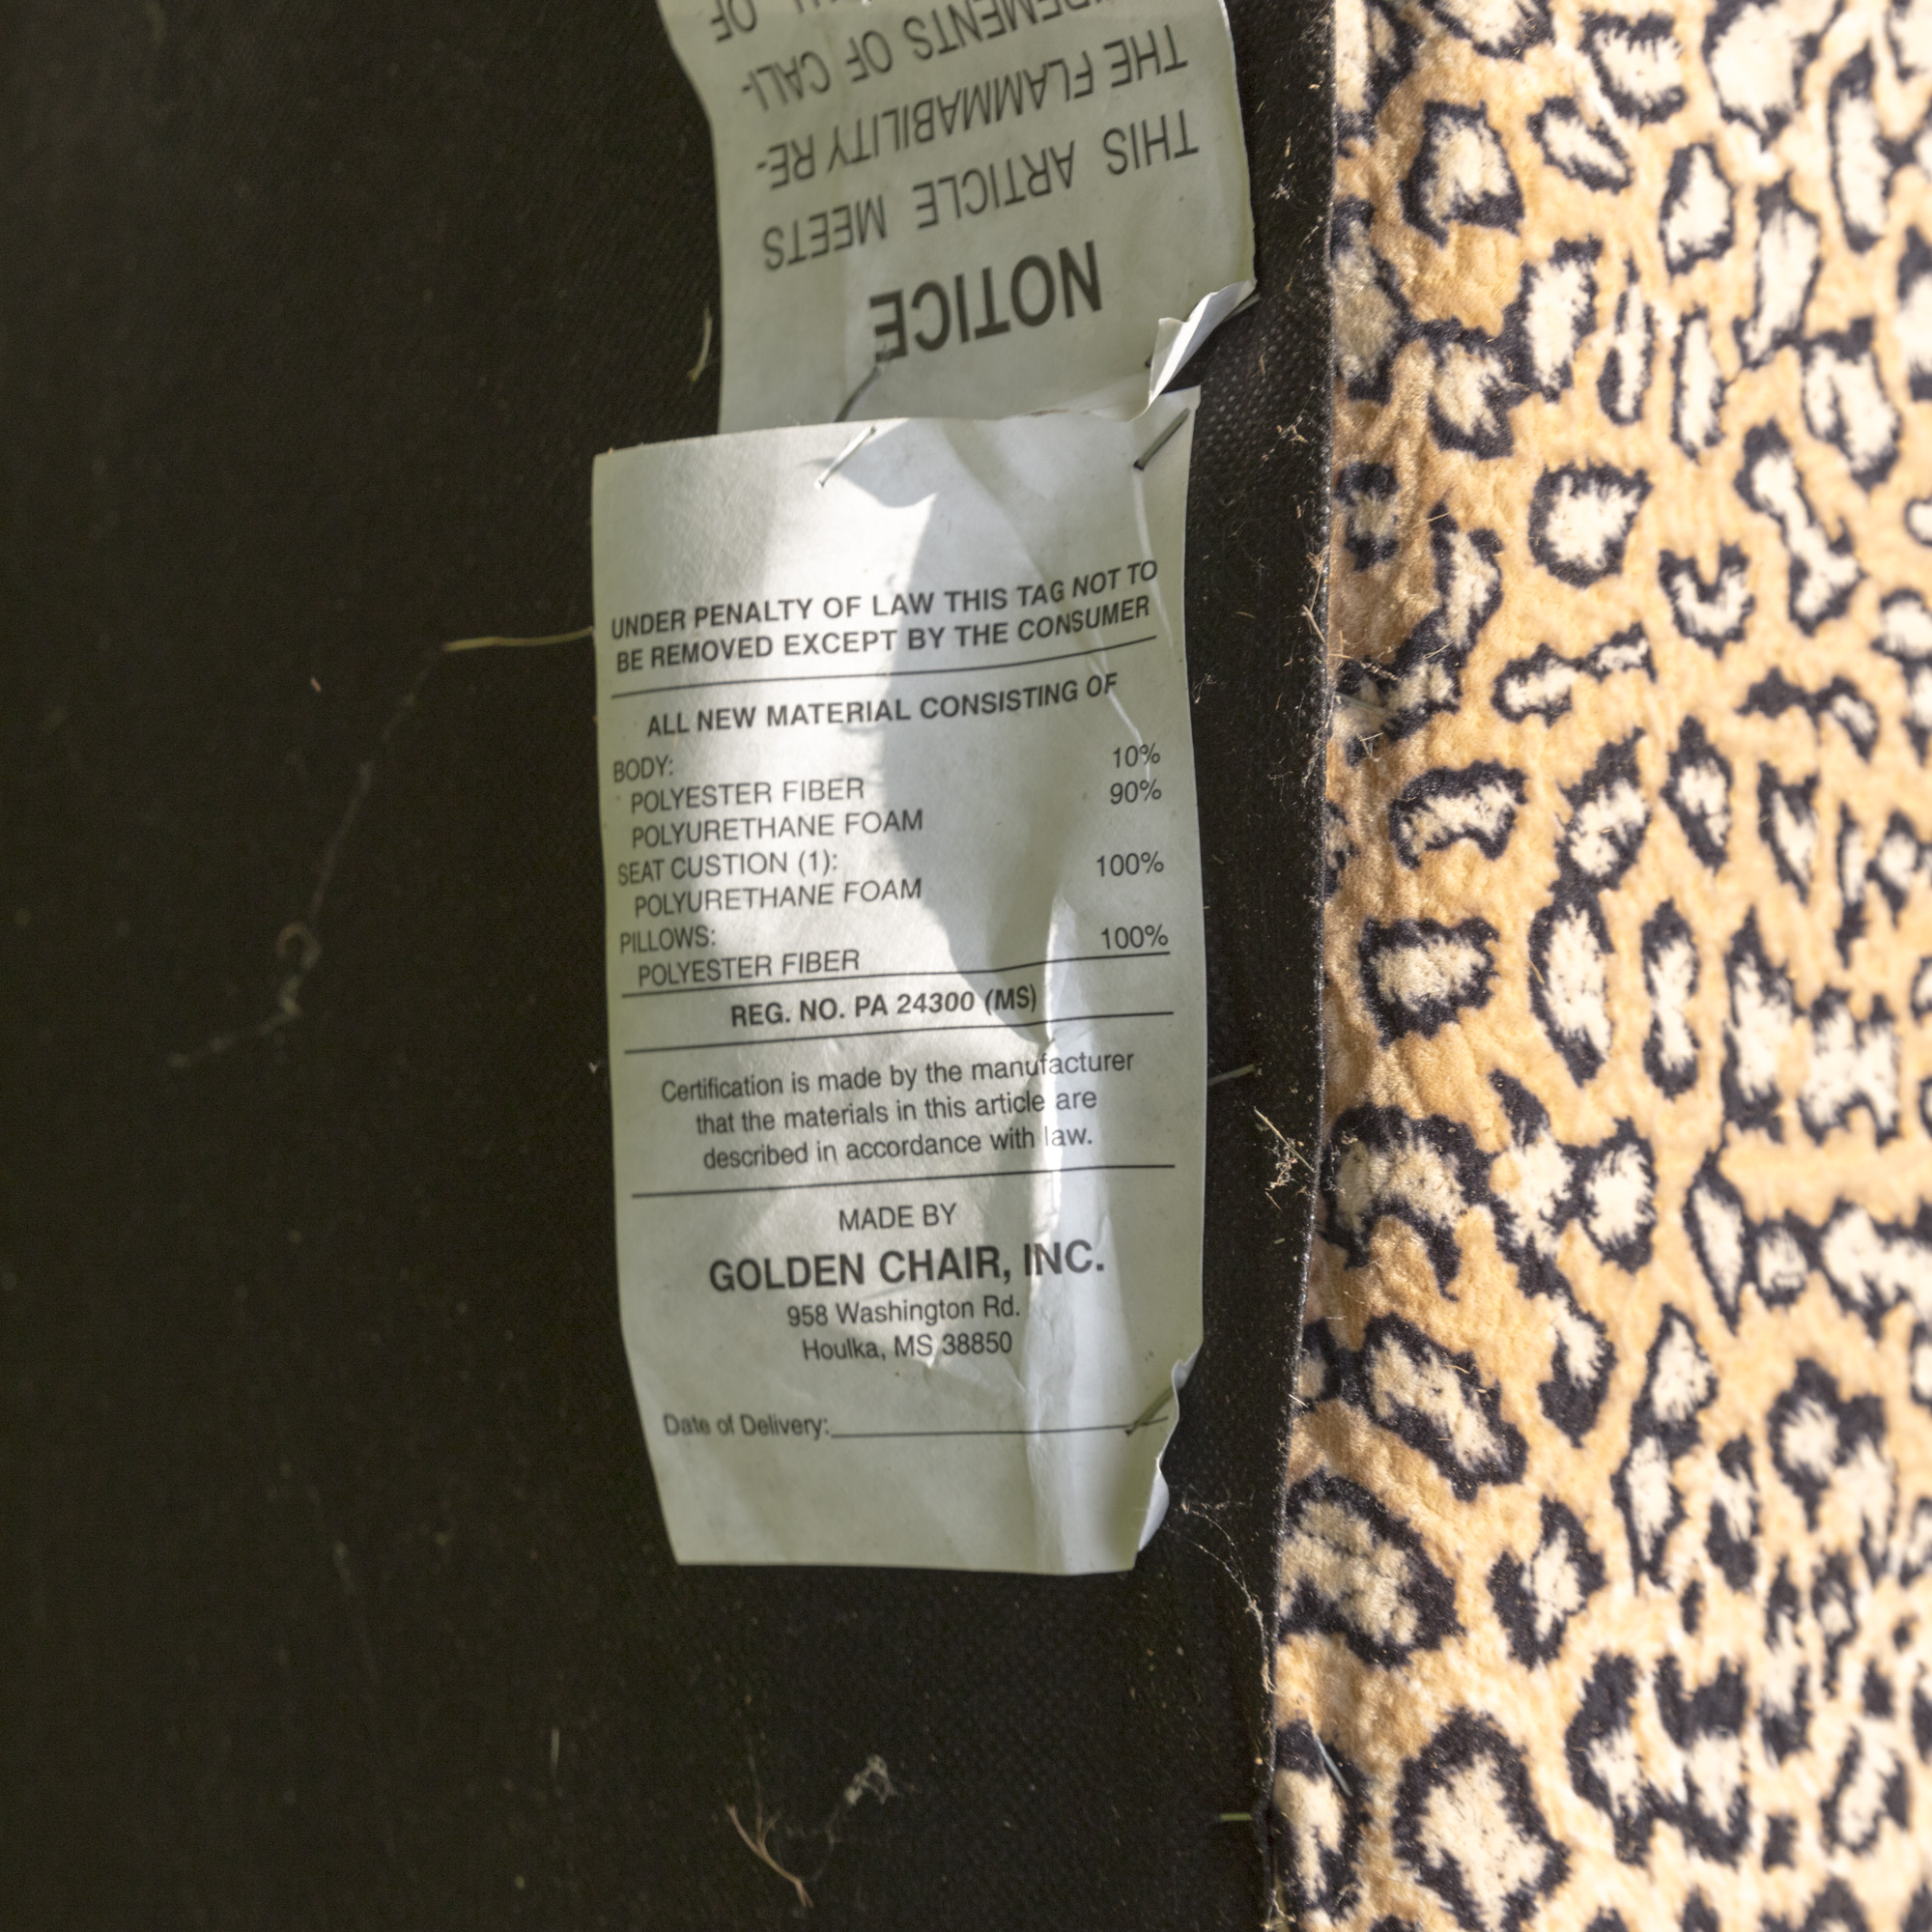 NOTICE
THIS ARTICLE MEETS
THE FLAMMABILITY RE-
OF CALI-
OF
UNDER PENALTY OF LAW THIS TAG NOT TO
BE REMOVED EXCEPT BY THE CONSUMER
ALL NEW MATERIAL CONSISTING OF
BODY: 10%
POLYESTER FIBER 90%
POLYURETHANE FOAM
SEAT CUSTION (1): 100%
POLYURETHANE FOAM
PILLOWS: 100%
POLYESTER FIBER
REG. NO. PA 24300 (MS)
Certification is made by the manufacturer
that the materials in this article are
described in accordance with law.
MADE BY
GOLDEN CHAIR, INC.
958 Washington Rd.
Houlka, MS 38850
Date of Delivery: